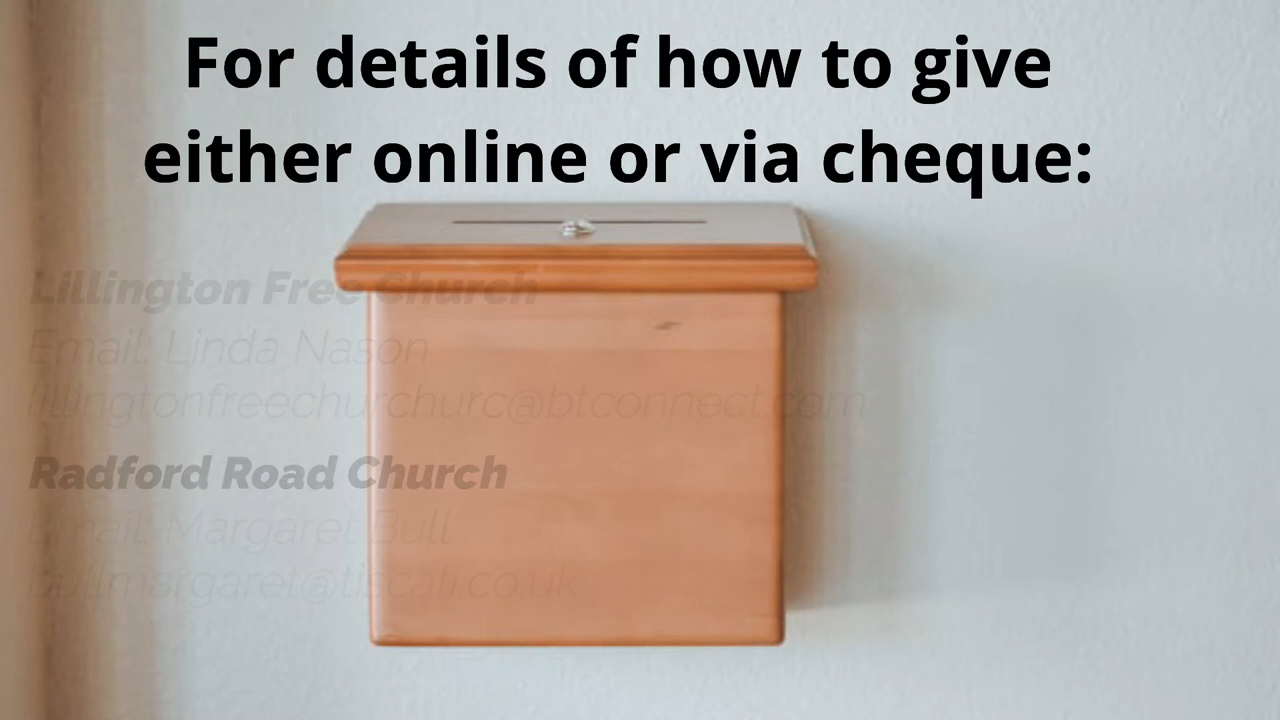 For details of how to give
either online or via cheque:
Lillington Free Church
Email: Linda Nason
lillingtonfreechurchurc@btconnect.com
Radford Road Church
Email: Margaret Bull
bullmargaret@tiscali.co.uk